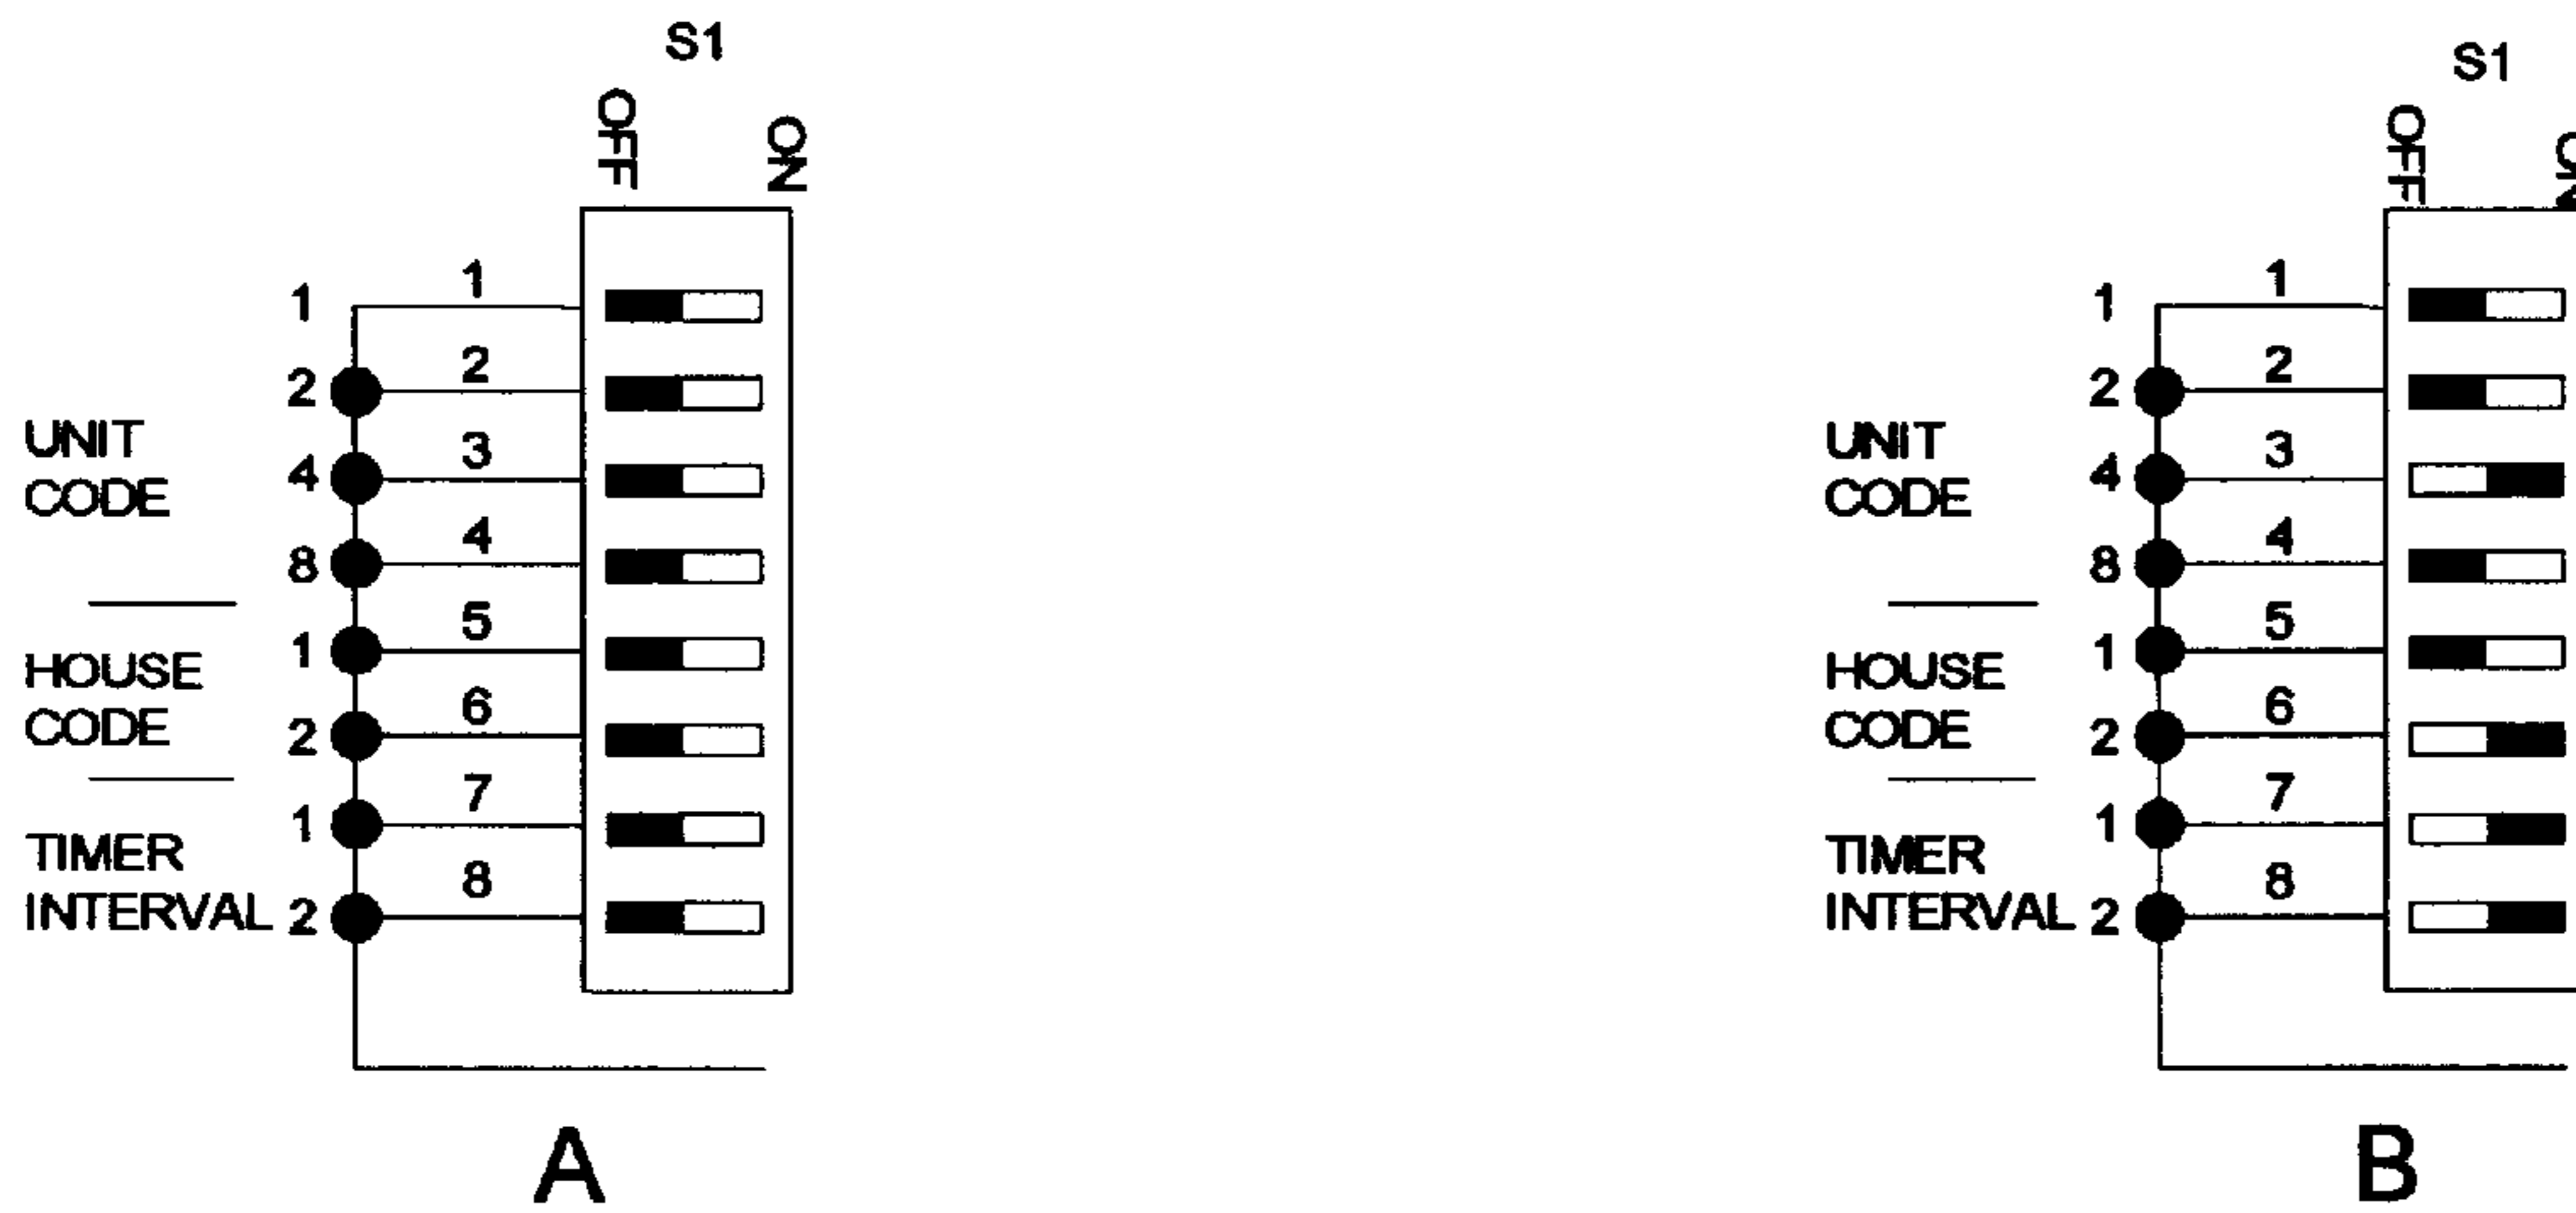 S1
OFF ON
1 1
2 2
UNIT
4 3
CODE
8 4
1 5
HOUSE
CODE
2 6
1 7
TIMER
INTERVAL 2 8
A
S1
OFF ON
1 1
2 2
UNIT
4 3
CODE
8 4
1 5
HOUSE
CODE
2 6
1 7
TIMER
INTERVAL 2 8
B